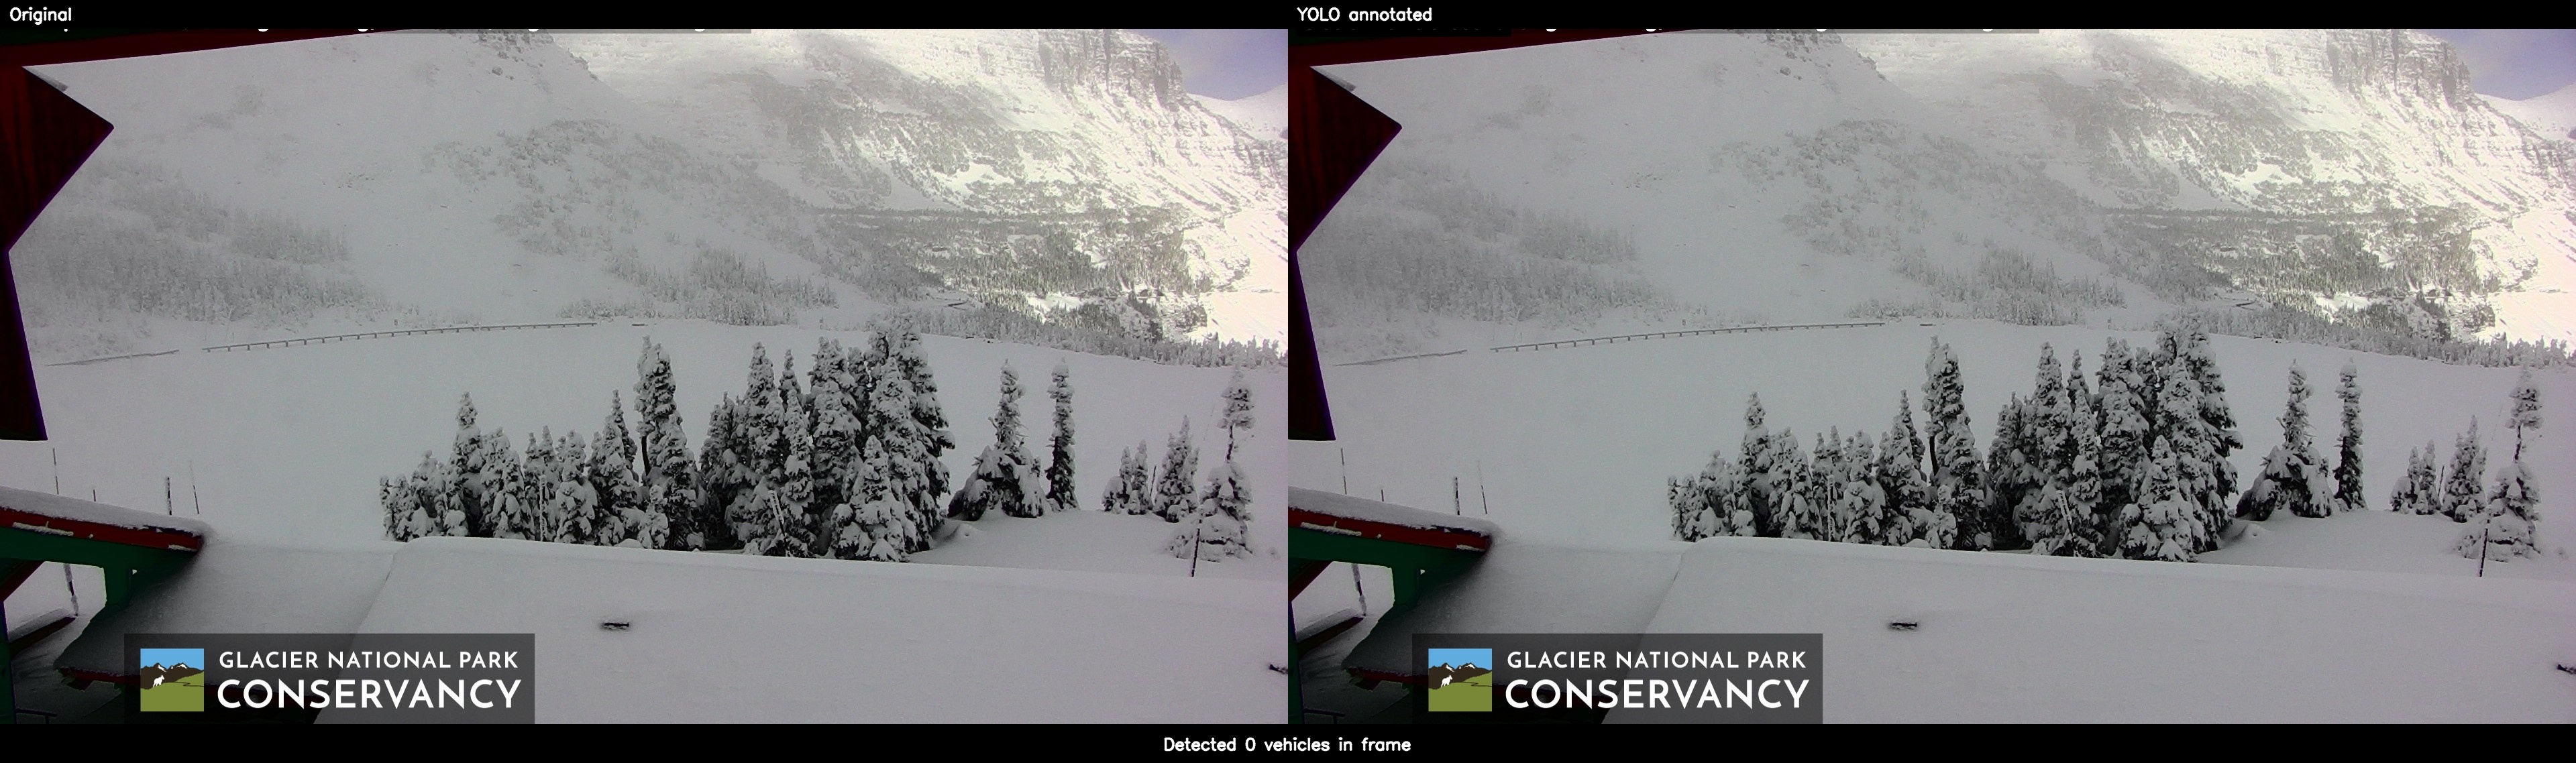 Original
YOLO annotated
GLACIER NATIONAL PARK
CONSERVANCY
GLACIER NATIONAL PARK
CONSERVANCY
Detected 0 vehicles in frame